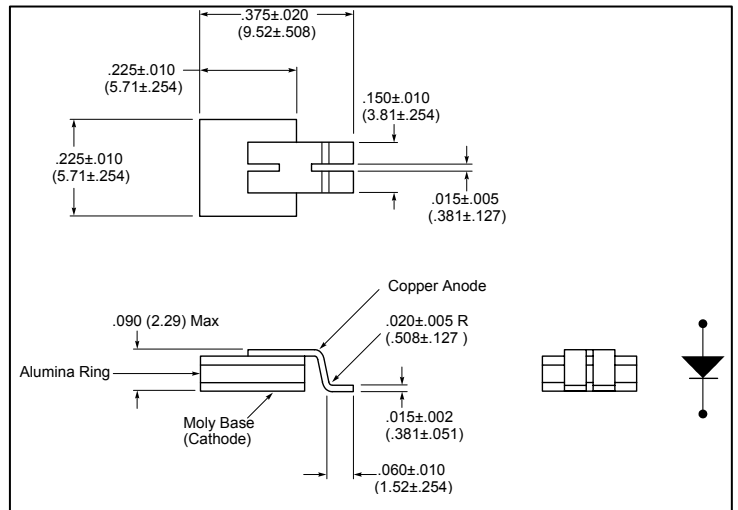 .375±.020
(9.52±.508)
.225±.010
(5.71±.254)
.150±.010
(3.81±.254)
.225±.010
(5.71±.254)
.015±.005
(.381±.127)
Copper Anode
.090 (2.29) Max
.020±.005 R
(.508±.127 )
Alumina Ring
Moly Base
(Cathode)
.015±.002
(.381±.051)
.060±.010
(1.52±.254)